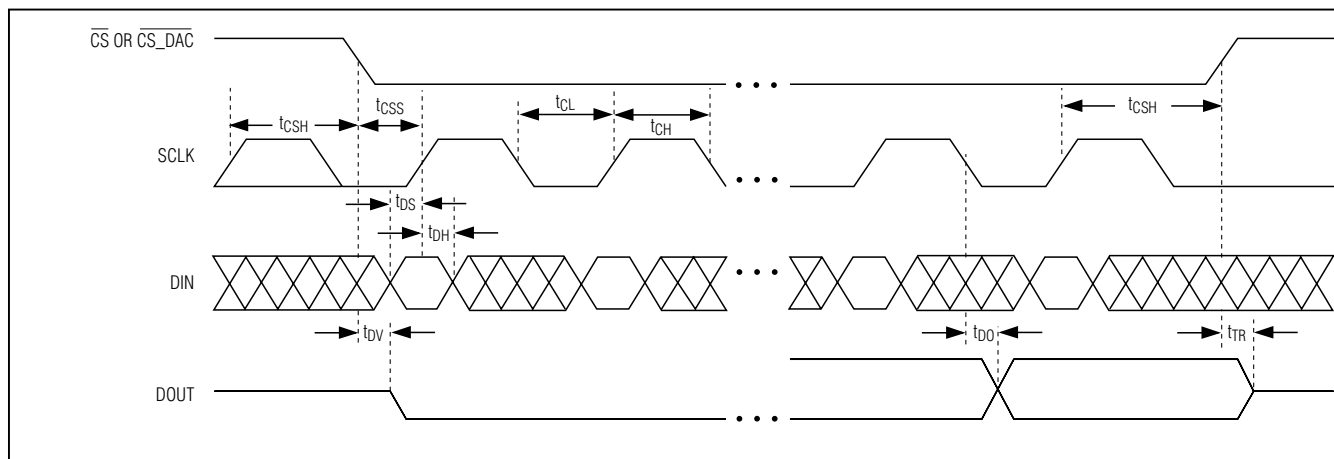 CS OR CS_DAC
tCSS
tCSH
tCL
tCH
tCSH
SCLK
tDS
tDH
DIN
tDV
tDO
tTR
DOUT